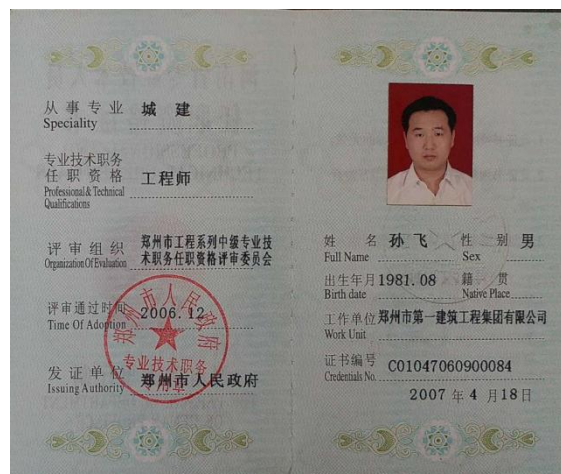 从事专业 城 建
Speciality
专业技术职务
任职资格 工程师
Professional & Technical
Qualifications
评审组织 郑州市工程系列中级专业技
术职务任职资格评审委员会
Organization Of Evaluation
评审通过时间 2006.12
Time Of Adoption
发证单位 郑州市人民政府
Issuing Authority
郑州市人民政府
专业技术职务
专用章
姓 名 孙飞 性 别 男
Full Name Sex
出生年月 1981.08 籍 贯
Birth date Native Place
工作单位 郑州市第一建筑工程集团有限公司
Work Unit
证书编号 C01047060900084
Credentials No.
2007 年 4 月 18 日